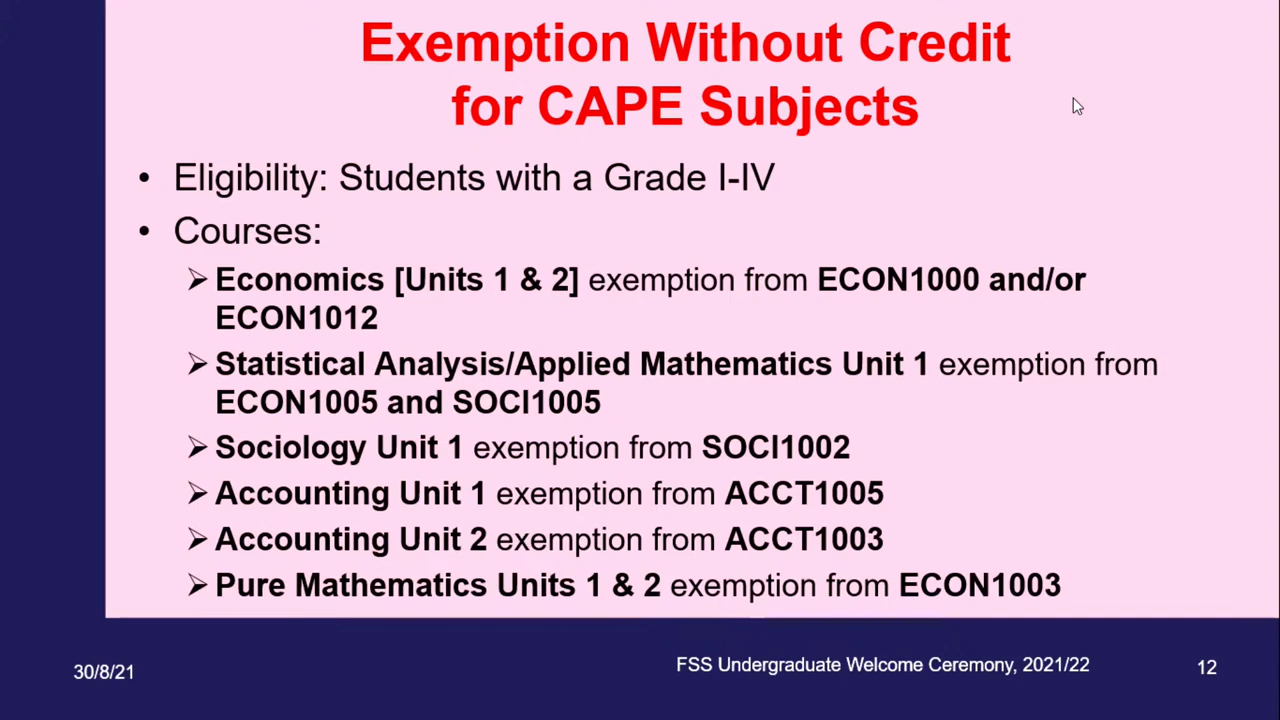 Exemption Without Credit
for CAPE Subjects
• Eligibility: Students with a Grade I-IV
• Courses:
➢ Economics [Units 1 & 2] exemption from ECON1000 and/or
ECON1012
➢ Statistical Analysis/Applied Mathematics Unit 1 exemption from
ECON1005 and SOCI1005
➢ Sociology Unit 1 exemption from SOCI1002
➢ Accounting Unit 1 exemption from ACCT1005
➢ Accounting Unit 2 exemption from ACCT1003
➢ Pure Mathematics Units 1 & 2 exemption from ECON1003
30/8/21
FSS Undergraduate Welcome Ceremony, 2021/22
12